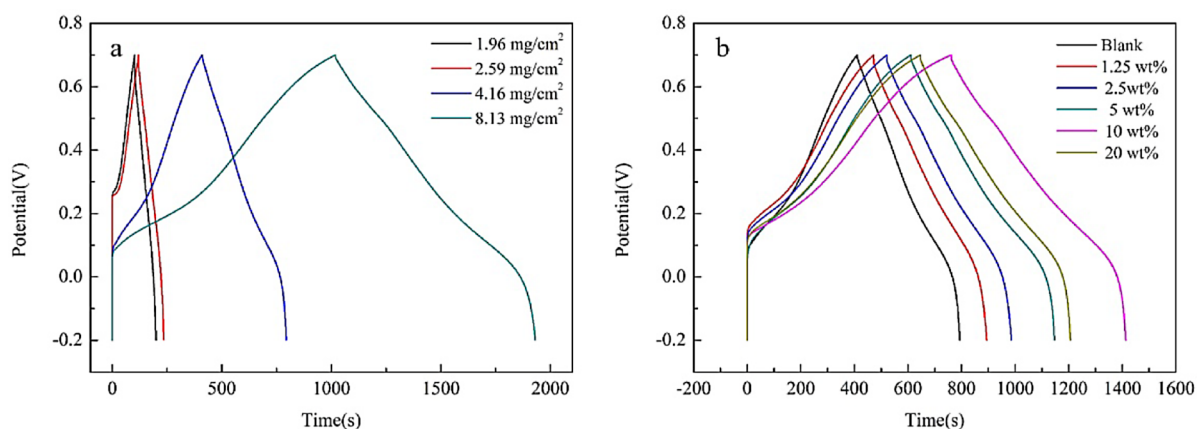 a
0.8
0.6
0.4
0.2
0.0
-0.2
Potential(V)
1.96 mg/cm²
2.59 mg/cm²
4.16 mg/cm²
8.13 mg/cm²
0 500 1000 1500 2000
Time(s)
b
0.8
0.6
0.4
0.2
0.0
-0.2
Potential(V)
Blank
1.25 wt%
2.5wt%
5 wt%
10 wt%
20 wt%
-200 0 200 400 600 800 1000 1200 1400 1600
Time(s)